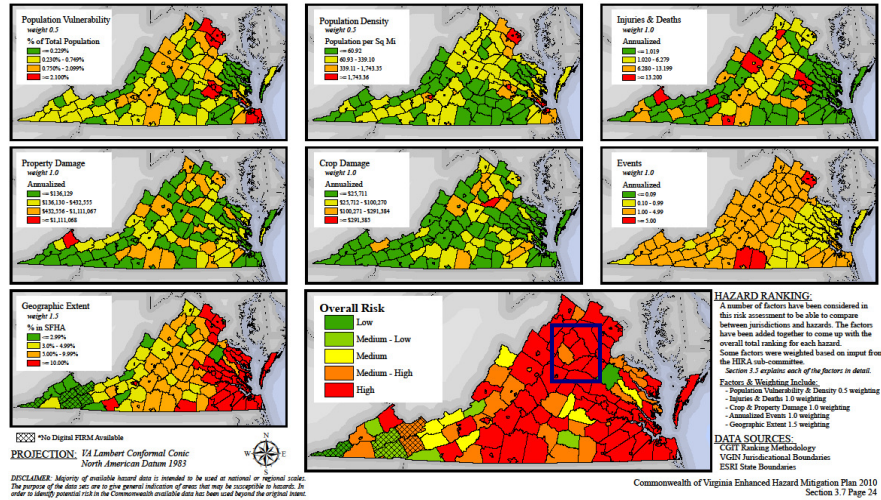 Population Vulnerability
weight 0.5
% of Total Population
<= 0.229%
0.230% - 0.749%
0.750% - 2.099%
>= 2.100%
Population Density
weight 0.5
Population per Sq Mi
<= 60.92
60.93 - 339.10
339.11 - 1,743.35
>= 1,743.36
Injuries & Deaths
weight 1.0
Annualized
<= 1.019
1.020 - 6.279
6.280 - 13.199
>= 13.200
Property Damage
weight 1.0
Annualized
<= $136,129
$136,130 - $432,555
$432,556 - $1,111,067
>= $1,111,068
Crop Damage
weight 1.0
Annualized
<= $25,711
$25,712 - $100,270
$100,271 - $291,384
>= $291,385
Events
weight 1.0
Annualized
<= 0.09
0.10 - 0.99
1.00 - 4.99
>= 5.00
Geographic Extent
weight 1.5
% in SFHA
<= 2.99%
3.0% - 4.99%
5.00% - 9.99%
>= 10.00%
Overall Risk
Low
Medium - Low
Medium
Medium - High
High
HAZARD RANKING:
A number of factors have been considered in
this risk assessment to be able to compare
between jurisdictions and hazards. The factors
have been added together to come up with the
overall total ranking for each hazard.
Some factors were weighted based on input from
the HIRA sub-committee.
Section 3.5 explains each of the factors in detail.
Factors & Weighting Include:
- Population Vulnerability & Density 0.5 weighting
- Injuries & Deaths 1.0 weighting
- Crop & Property Damage 1.0 weighting
- Annualized Events 1.0 weighting
- Geographic Extent 1.5 weighting
DATA SOURCES:
CGIT Ranking Methodology
VGIN Jurisdicational Boundaries
ESRI State Boundaries
*No Digital FIRM Available
PROJECTION: VA Lambert Conformal Conic
North American Datum 1983
N
W E
S
DISCLAIMER: Majority of available hazard data is intended to be used at national or regional scales.
The purpose of the data sets are to give general indication of areas that may be susceptible to hazards. In
order to identify potential risk in the Commonwealth available data has been used beyond the original intent.
Commonwealth of Virginia Enhanced Hazard Mitigation Plan 2010
Section 3.7 Page 24